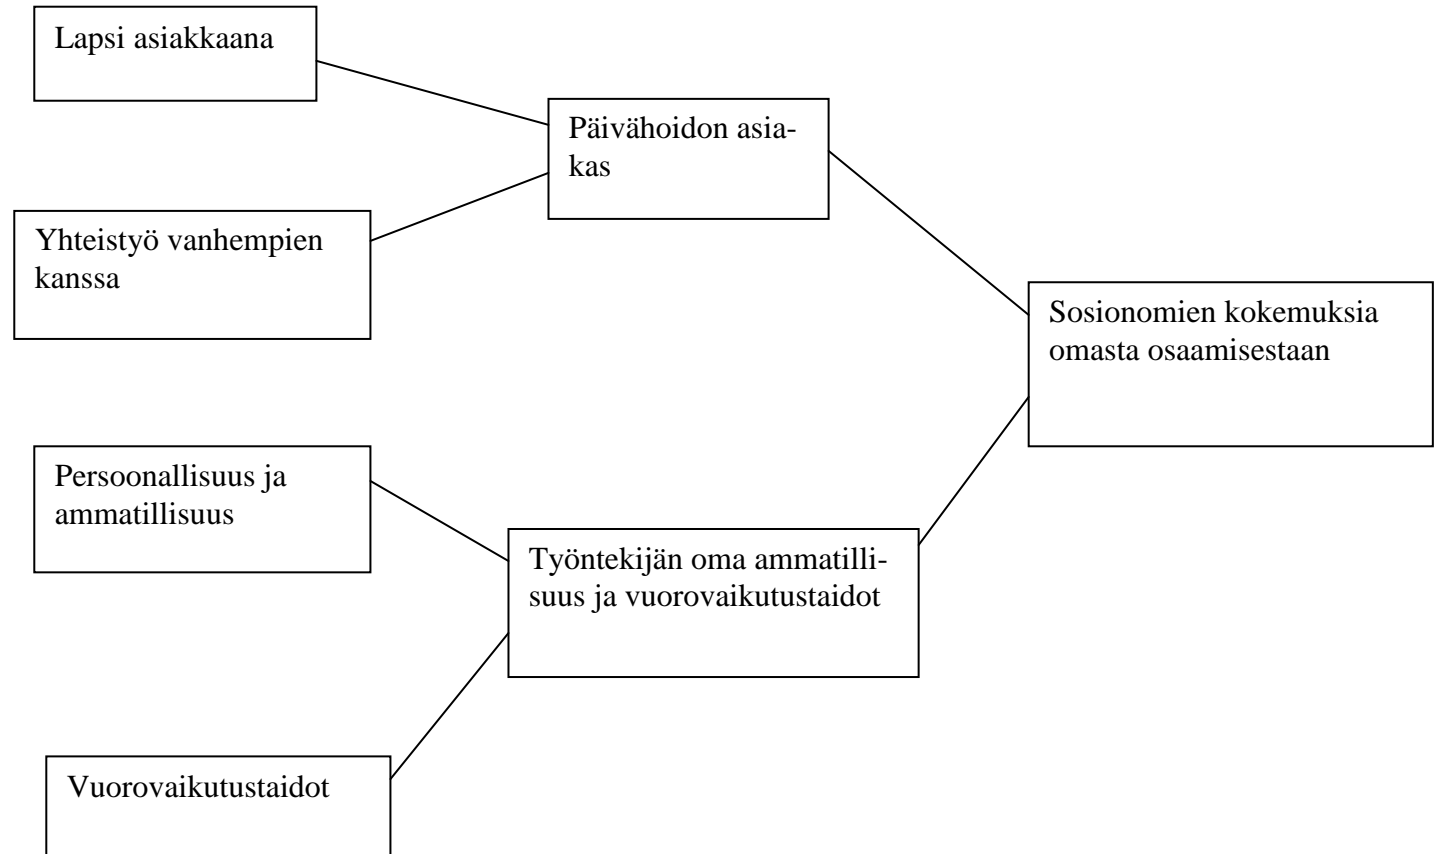 Lapsi asiakkaana
Päivähoidon asia-
kas
Yhteistyö vanhempien
kanssa
Sosionomien kokemuksia
omasta osaamisestaan
Persoonallisuus ja
ammatillisuus
Työntekijän oma ammatilli-
suus ja vuorovaikutustaidot
Vuorovaikutustaidot